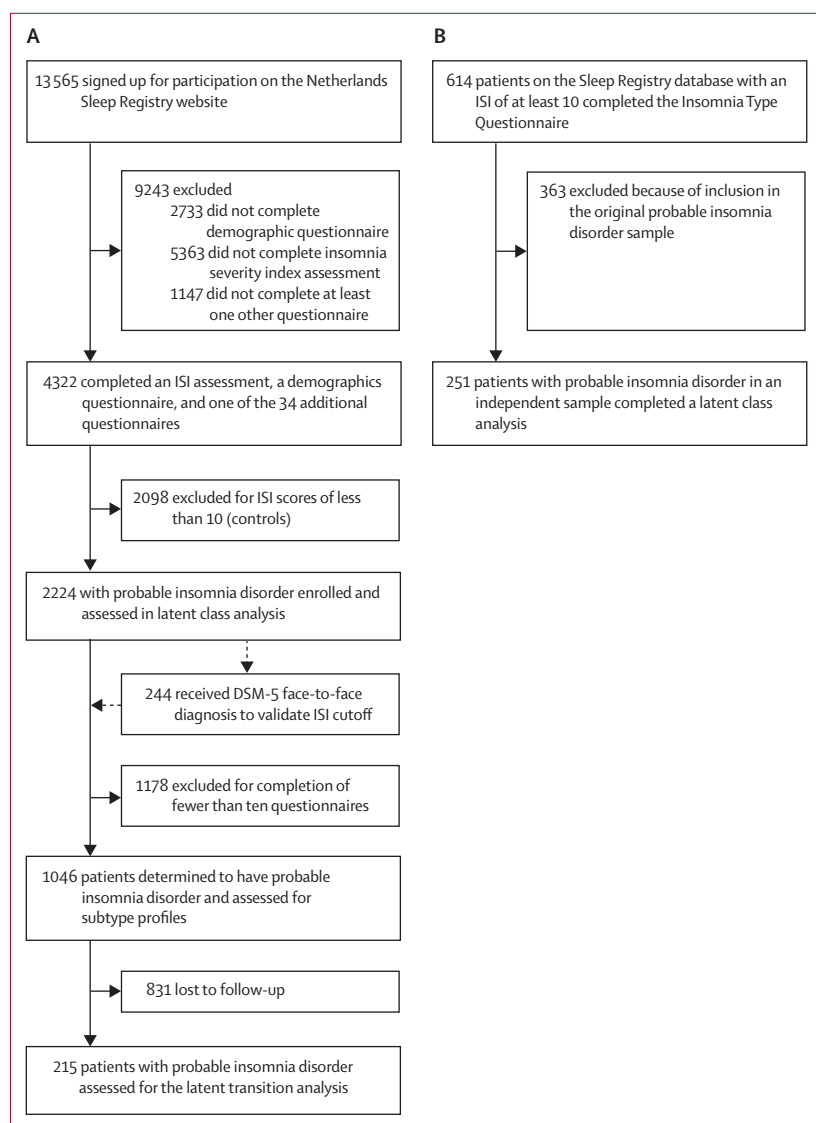 A
13 565 signed up for participation on the Netherlands
Sleep Registry website
9243 excluded
2733 did not complete
demographic questionnaire
5363 did not complete insomnia
severity index assessment
1147 did not complete at least
one other questionnaire
4322 completed an ISI assessment, a demographics
questionnaire, and one of the 34 additional
questionnaires
2098 excluded for ISI scores of less
than 10 (controls)
2224 with probable insomnia disorder enrolled and
assessed in latent class analysis
244 received DSM-5 face-to-face
diagnosis to validate ISI cutoff
1178 excluded for completion of
fewer than ten questionnaires
1046 patients determined to have probable
insomnia disorder and assessed for
subtype profiles
831 lost to follow-up
215 patients with probable insomnia disorder
assessed for the latent transition analysis
B
614 patients on the Sleep Registry database with an
ISI of at least 10 completed the Insomnia Type
Questionnaire
363 excluded because of inclusion in
the original probable insomnia
disorder sample
251 patients with probable insomnia disorder in an
independent sample completed a latent class
analysis